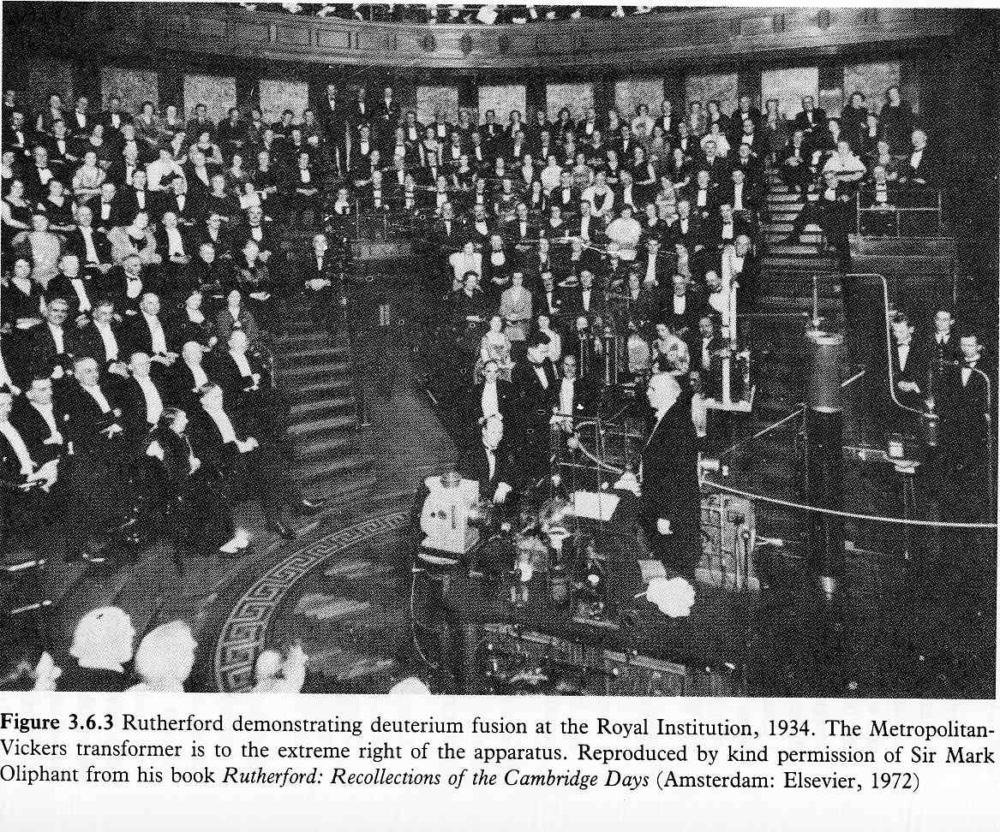 Figure 3.6.3 Rutherford demonstrating deuterium fusion at the Royal Institution, 1934. The Metropolitan-
Vickers transformer is to the extreme right of the apparatus. Reproduced by kind permission of Sir Mark
Oliphant from his book Rutherford: Recollections of the Cambridge Days (Amsterdam: Elsevier, 1972)